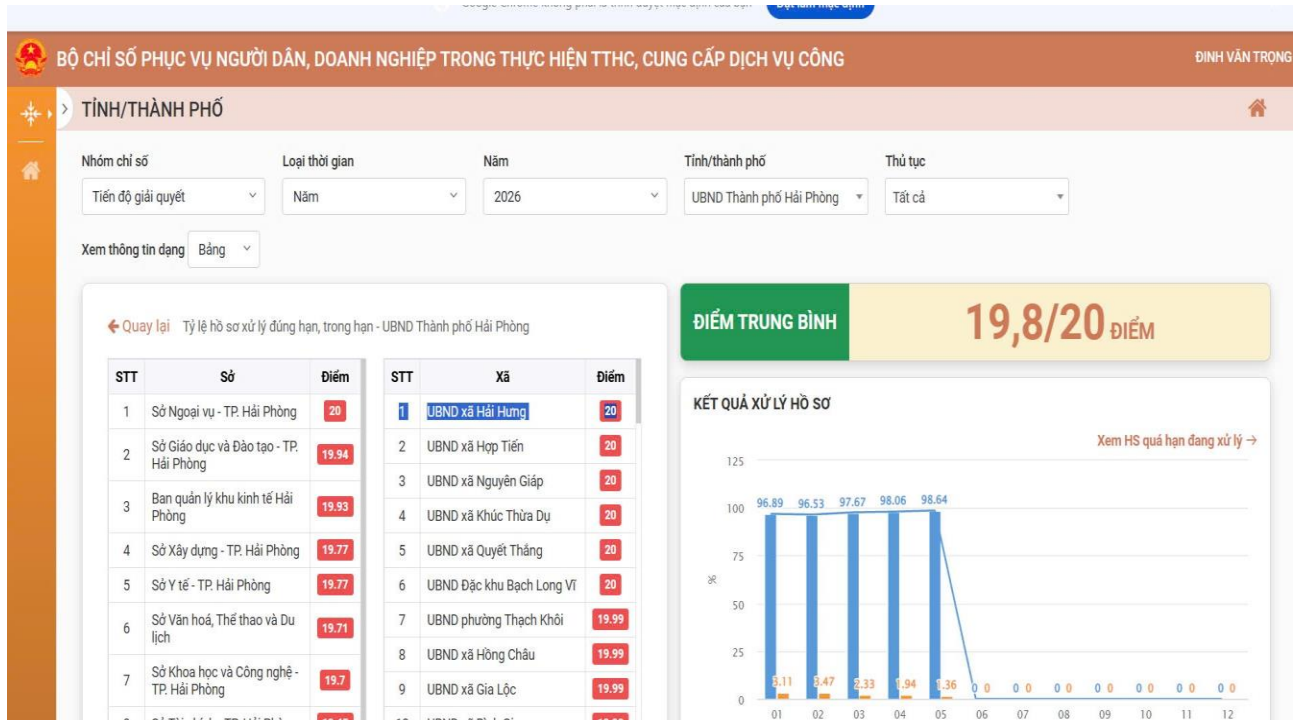 BỘ CHỈ SỐ PHỤC VỤ NGƯỜI DÂN, DOANH NGHIỆP TRONG THỰC HIỆN TTHC, CUNG CẤP DỊCH VỤ CÔNG
ĐINH VĂN TRỌNG
TỈNH/THÀNH PHỐ
Nhóm chỉ số Loại thời gian Năm Tỉnh/thành phố Thủ tục
Tiến độ giải quyết Năm 2026 UBND Thành phố Hải Phòng Tất cả
Xem thông tin dạng Bảng
Quay lại Tỷ lệ hồ sơ xử lý đúng hạn, trong hạn - UBND Thành phố Hải Phòng
STT Sở Điểm
1 Sở Ngoại vụ - TP. Hải Phòng 20
2 Sở Giáo dục và Đào tạo - TP.
Hải Phòng 19.94
3 Ban quản lý khu kinh tế Hải
Phòng 19.93
4 Sở Xây dựng - TP. Hải Phòng 19.77
5 Sở Y tế - TP. Hải Phòng 19.77
6 Sở Văn hoá, Thể thao và Du
lịch 19.71
7 Sở Khoa học và Công nghệ -
TP. Hải Phòng 19.7
STT Xã Điểm
1 UBND xã Hải Hưng 20
2 UBND xã Hợp Tiến 20
3 UBND xã Nguyên Giáp 20
4 UBND xã Khúc Thừa Dụ 20
5 UBND xã Quyết Thắng 20
6 UBND Đặc khu Bạch Long Vĩ 20
7 UBND phường Thạch Khôi 19.99
8 UBND xã Hồng Châu 19.99
9 UBND xã Gia Lộc 19.99
ĐIỂM TRUNG BÌNH 19,8/20 ĐIỂM
KẾT QUẢ XỬ LÝ HỒ SƠ
Xem HS quá hạn đang xử lý →
125
100
75
50
25
0
%
96.89 96.53 97.67 98.06 98.64
3.11 3.47 2.33 1.94 1.36 0 0 0 0 0 0 0 0 0 0 0 0 0 0
01 02 03 04 05 06 07 08 09 10 11 12